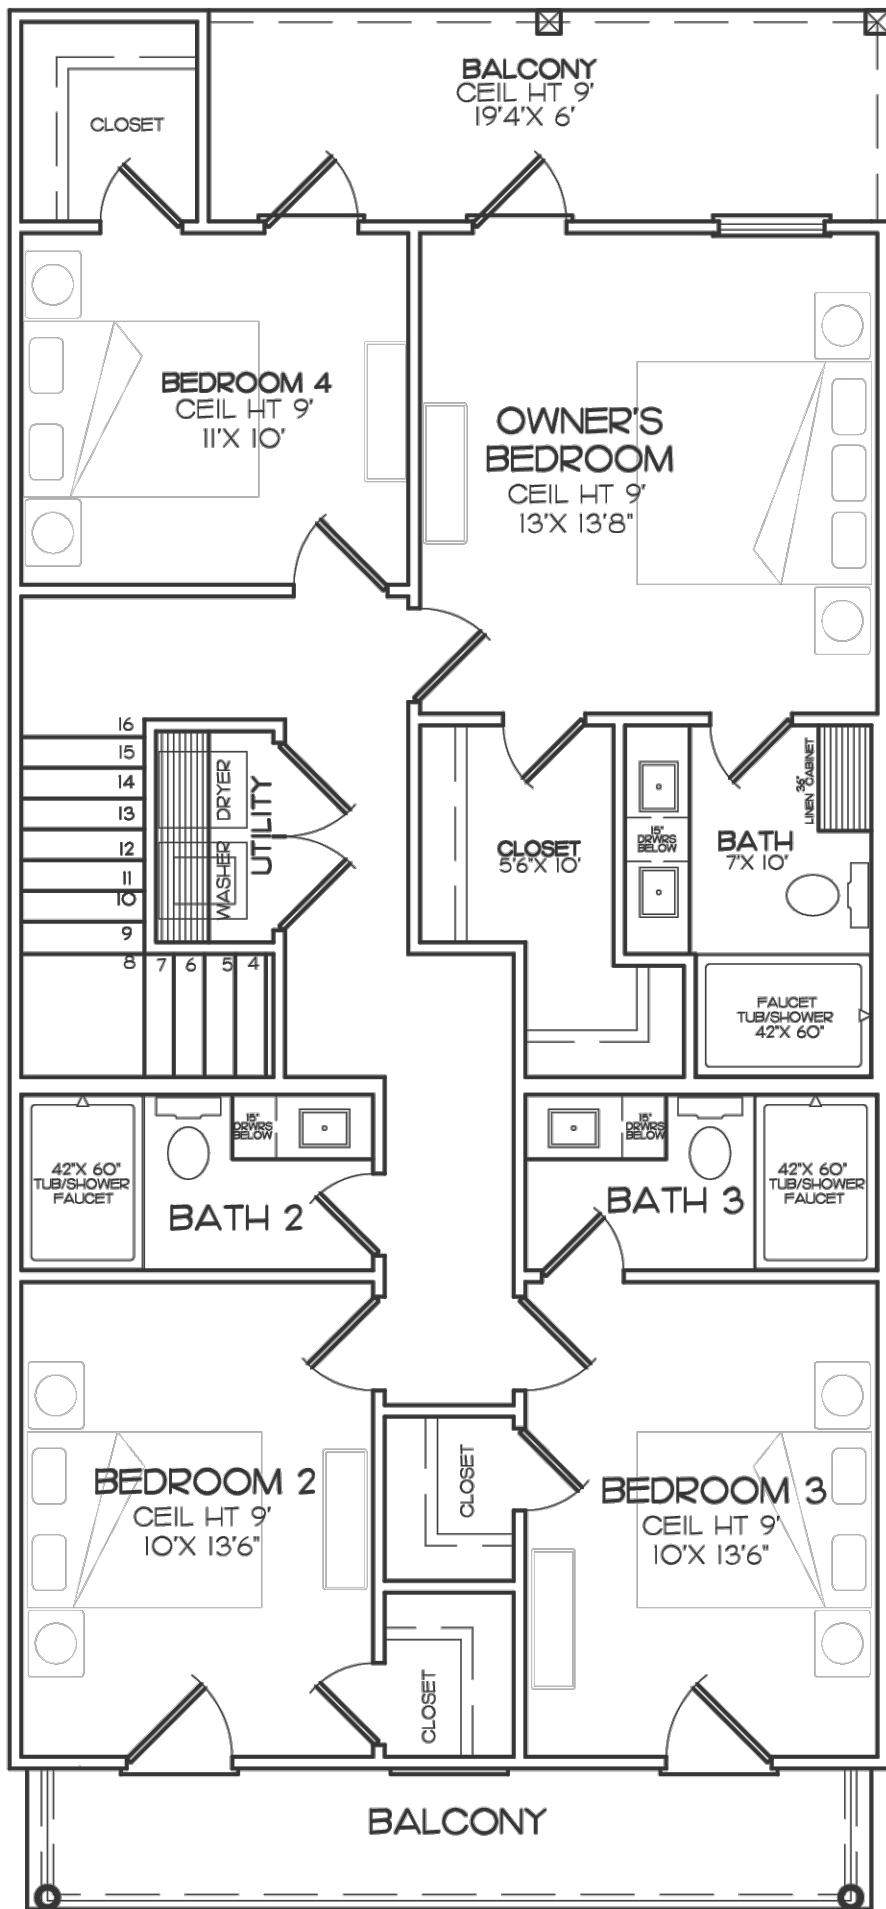 BALCONY
CEIL HT 9'
19'4'X 6'
CLOSET
BEDROOM 4
CEIL HT 9'
11'X 10'
OWNER'S
BEDROOM
CEIL HT 9'
13'X 13'8"
16
15
14
13
12
11
10
9
8
7
6
5
4
DRYER
WASHER
UTILITY
CLOSET
5'6"X 10'
15"
DRWRS
BELOW
36"
LINEN CABINET
BATH
7'X 10'
FAUCET
TUB/SHOWER
42"X 60"
42"X 60"
TUB/SHOWER
FAUCET
15"
DRWRS
BELOW
BATH 2
15"
DRWRS
BELOW
BATH 3
42"X 60"
TUB/SHOWER
FAUCET
BEDROOM 2
CEIL HT 9'
10'X 13'6"
CLOSET
BEDROOM 3
CEIL HT 9'
10'X 13'6"
CLOSET
BALCONY